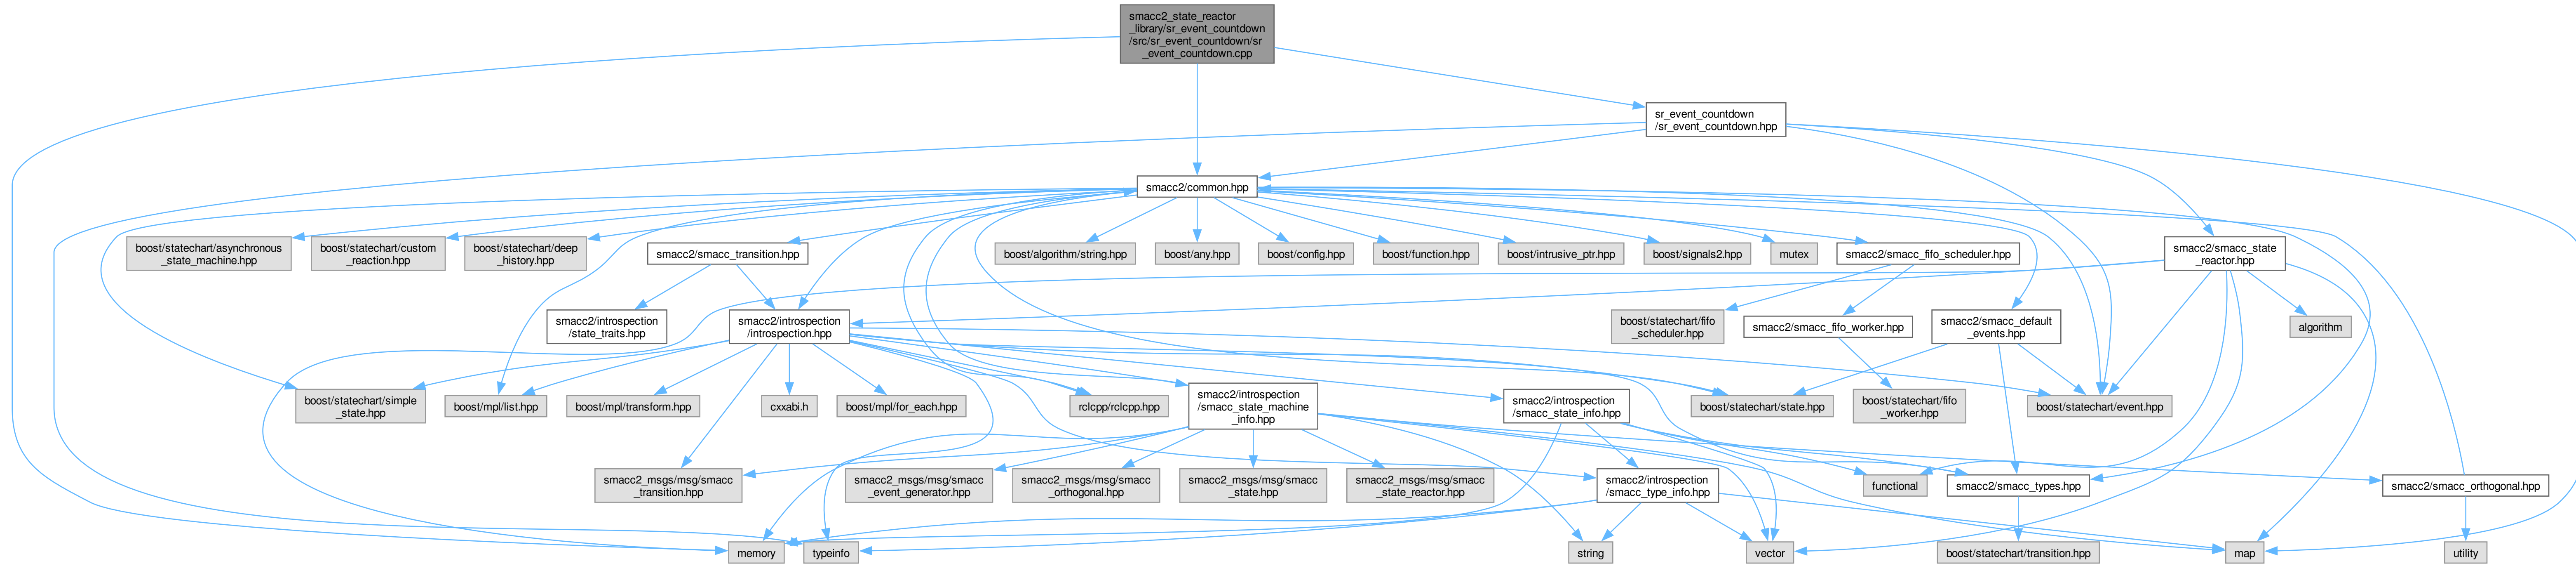 smacc2_state_reactor
_library/sr_event_countdown
/src/sr_event_countdown/sr
_event_countdown.cpp
sr_event_countdown
/sr_event_countdown.hpp
smacc2/common.hpp
boost/statechart/asynchronous
_state_machine.hpp
boost/statechart/custom
_reaction.hpp
boost/statechart/deep
_history.hpp
smacc2/smacc_transition.hpp
boost/algorithm/string.hpp
boost/any.hpp
boost/config.hpp
boost/function.hpp
boost/intrusive_ptr.hpp
boost/signals2.hpp
mutex
smacc2/smacc_fifo_scheduler.hpp
smacc2/smacc_state
_reactor.hpp
smacc2/introspection
/state_traits.hpp
smacc2/introspection
/introspection.hpp
boost/statechart/fifo
_scheduler.hpp
smacc2/smacc_fifo_worker.hpp
smacc2/smacc_default
_events.hpp
algorithm
boost/statechart/simple
_state.hpp
boost/mpl/list.hpp
boost/mpl/transform.hpp
cxxabi.h
boost/mpl/for_each.hpp
rclcpp/rclcpp.hpp
smacc2/introspection
/smacc_state_machine
_info.hpp
smacc2/introspection
/smacc_state_info.hpp
boost/statechart/state.hpp
boost/statechart/fifo
_worker.hpp
boost/statechart/event.hpp
smacc2_msgs/msg/smacc
_transition.hpp
smacc2_msgs/msg/smacc
_event_generator.hpp
smacc2_msgs/msg/smacc
_orthogonal.hpp
smacc2_msgs/msg/smacc
_state.hpp
smacc2_msgs/msg/smacc
_state_reactor.hpp
smacc2/introspection
/smacc_type_info.hpp
functional
smacc2/smacc_types.hpp
smacc2/smacc_orthogonal.hpp
memory
typeinfo
string
vector
boost/statechart/transition.hpp
map
utility